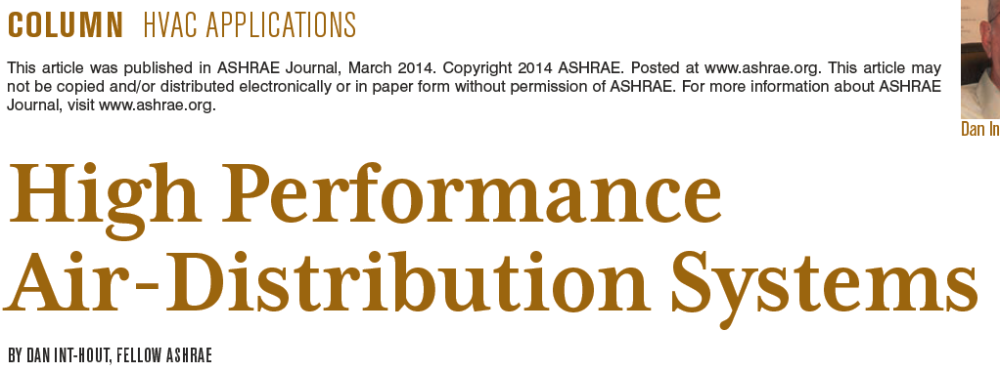 COLUMN HVAC APPLICATIONS
This article was published in ASHRAE Journal, March 2014. Copyright 2014 ASHRAE. Posted at www.ashrae.org. This article may
not be copied and/or distributed electronically or in paper form without permission of ASHRAE. For more information about ASHRAE
Journal, visit www.ashrae.org.
Dan In
High Performance
Air-Distribution Systems
BY DAN INT-HOUT, FELLOW ASHRAE